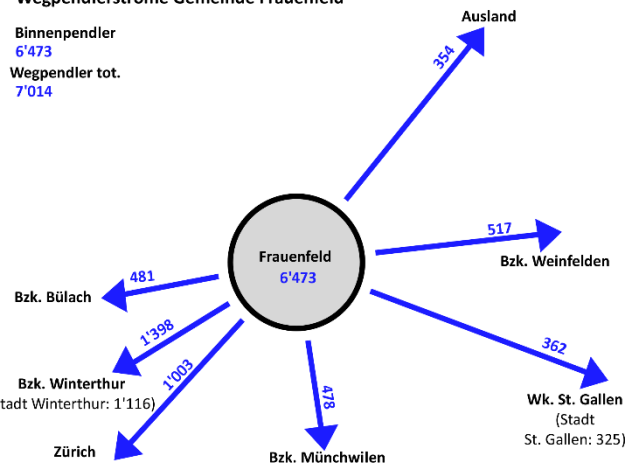 Wegpendlerströme Gemeinde Frauenfeld
Ausland
Binnenpendler
6'473
354
Wegpendler tot.
7'014
517
Frauenfeld
6'473
Bzk. Weinfelden
481
Bzk. Bülach
1'398
362
1'003
Bzk. Winterthur
tadt Winterthur: 1'116)
478
Wk. St. Gallen
(Stadt
St. Gallen: 325)
Zürich
Bzk. Münchwilen